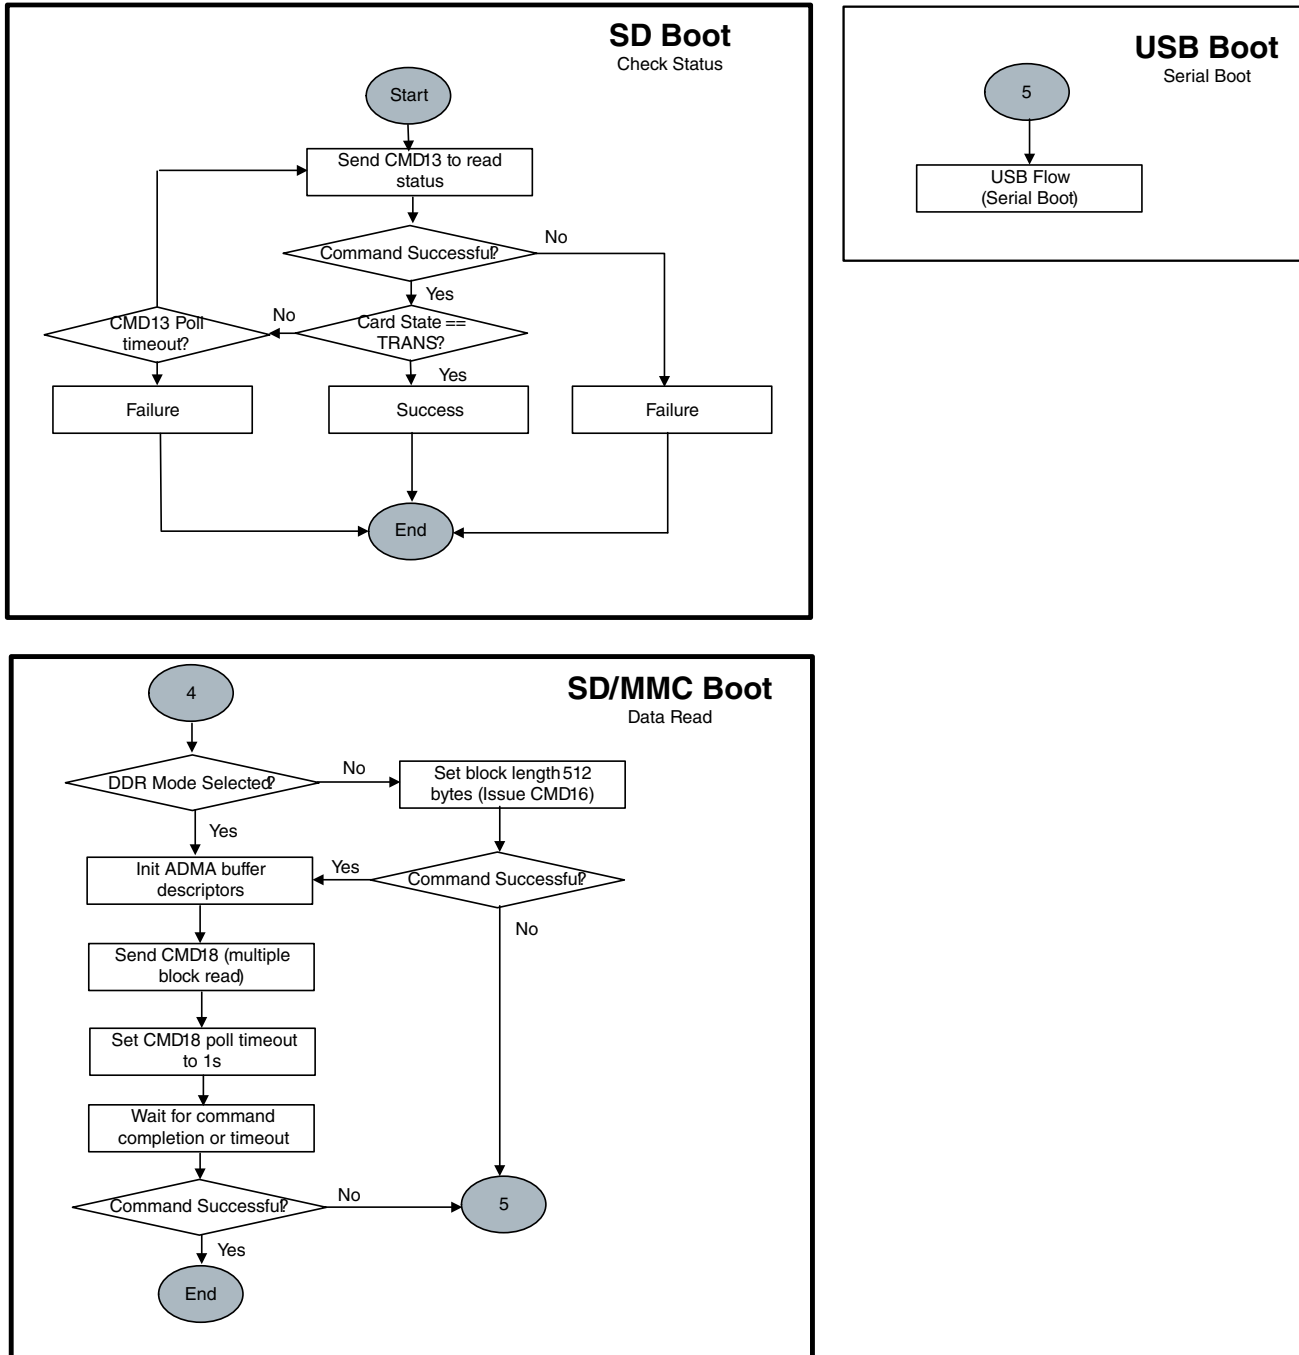 SD Boot
Check Status
Start
Send CMD13 to read
status
Command Successful?
No
Yes
CMD13 Poll
timeout?
No
Card State ==
TRANS?
Yes
Failure
Success
Failure
End
USB Boot
Serial Boot
5
USB Flow
(Serial Boot)
SD/MMC Boot
Data Read
4
DDR Mode Selected?
No
Set block length 512
bytes (Issue CMD16)
Yes
Init ADMA buffer
descriptors
Yes
Command Successful?
No
Send CMD18 (multiple
block read)
Set CMD18 poll timeout
to 1s
Wait for command
completion or timeout
Command Successful?
No
5
Yes
End